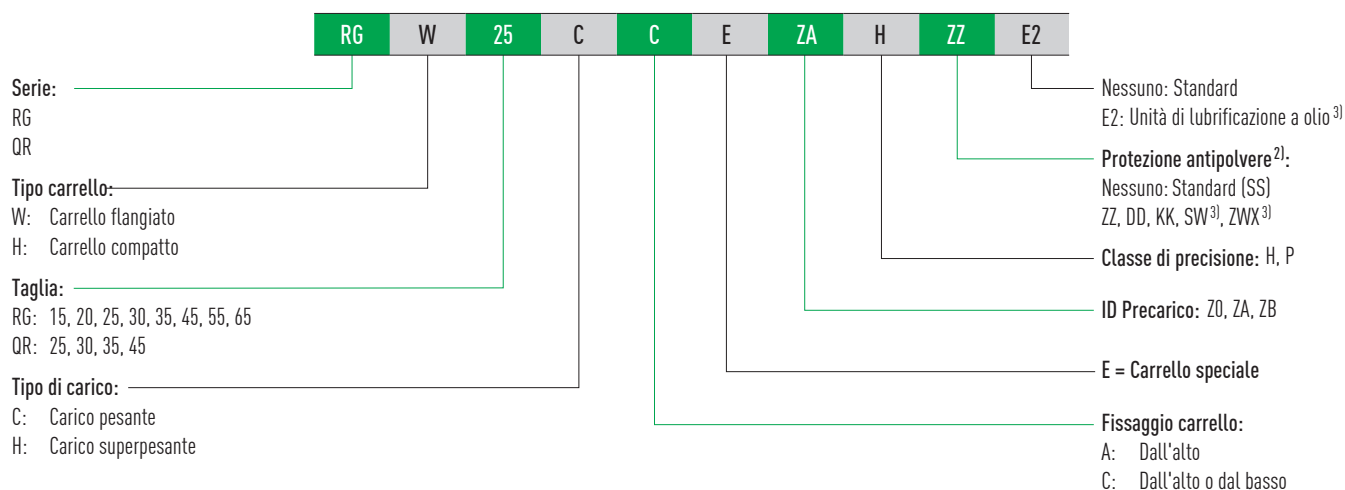 RG W 25 C C E ZA H ZZ E2
Serie:
RG
QR
Tipo carrello:
W: Carrello flangiato
H: Carrello compatto
Taglia:
RG: 15, 20, 25, 30, 35, 45, 55, 65
QR: 25, 30, 35, 45
Tipo di carico:
C: Carico pesante
H: Carico superpesante
Nessuno: Standard
E2: Unità di lubrificazione a olio 3)
Protezione antipolvere 2):
Nessuno: Standard (SS)
ZZ, DD, KK, SW 3), ZWX 3)
Classe di precisione: H, P
ID Precarico: Z0, ZA, ZB
E = Carrello speciale
Fissaggio carrello:
A: Dall'alto
C: Dall'alto o dal basso